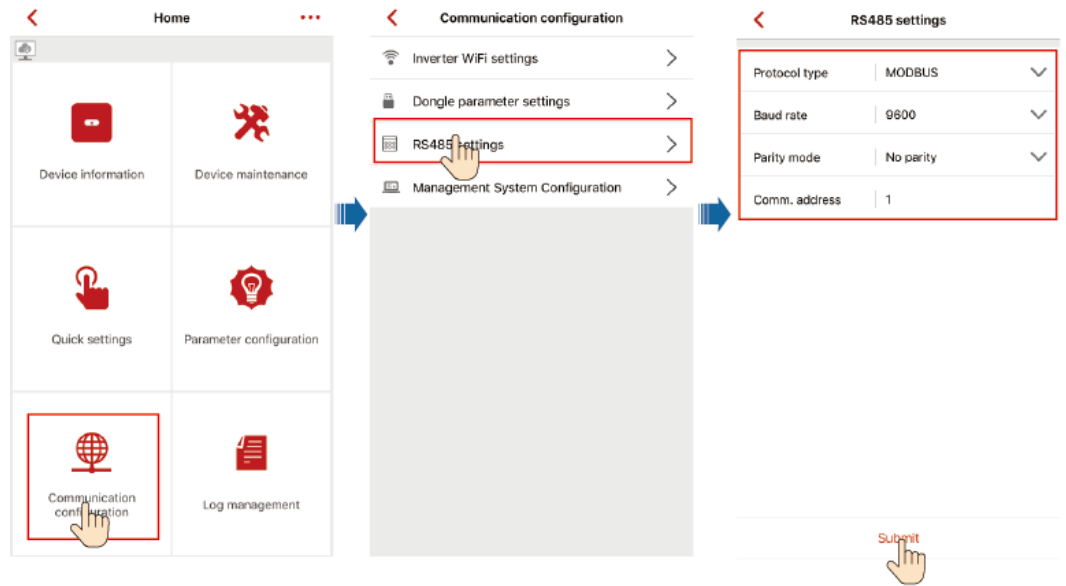 Home
Device information
Device maintenance
Quick settings
Parameter configuration
Communication
configuration
Log management
Communication configuration
Inverter WiFi settings
Dongle parameter settings
RS485 settings
Management System Configuration
RS485 settings
Protocol type MODBUS
Baud rate 9600
Parity mode No parity
Comm. address 1
Submit